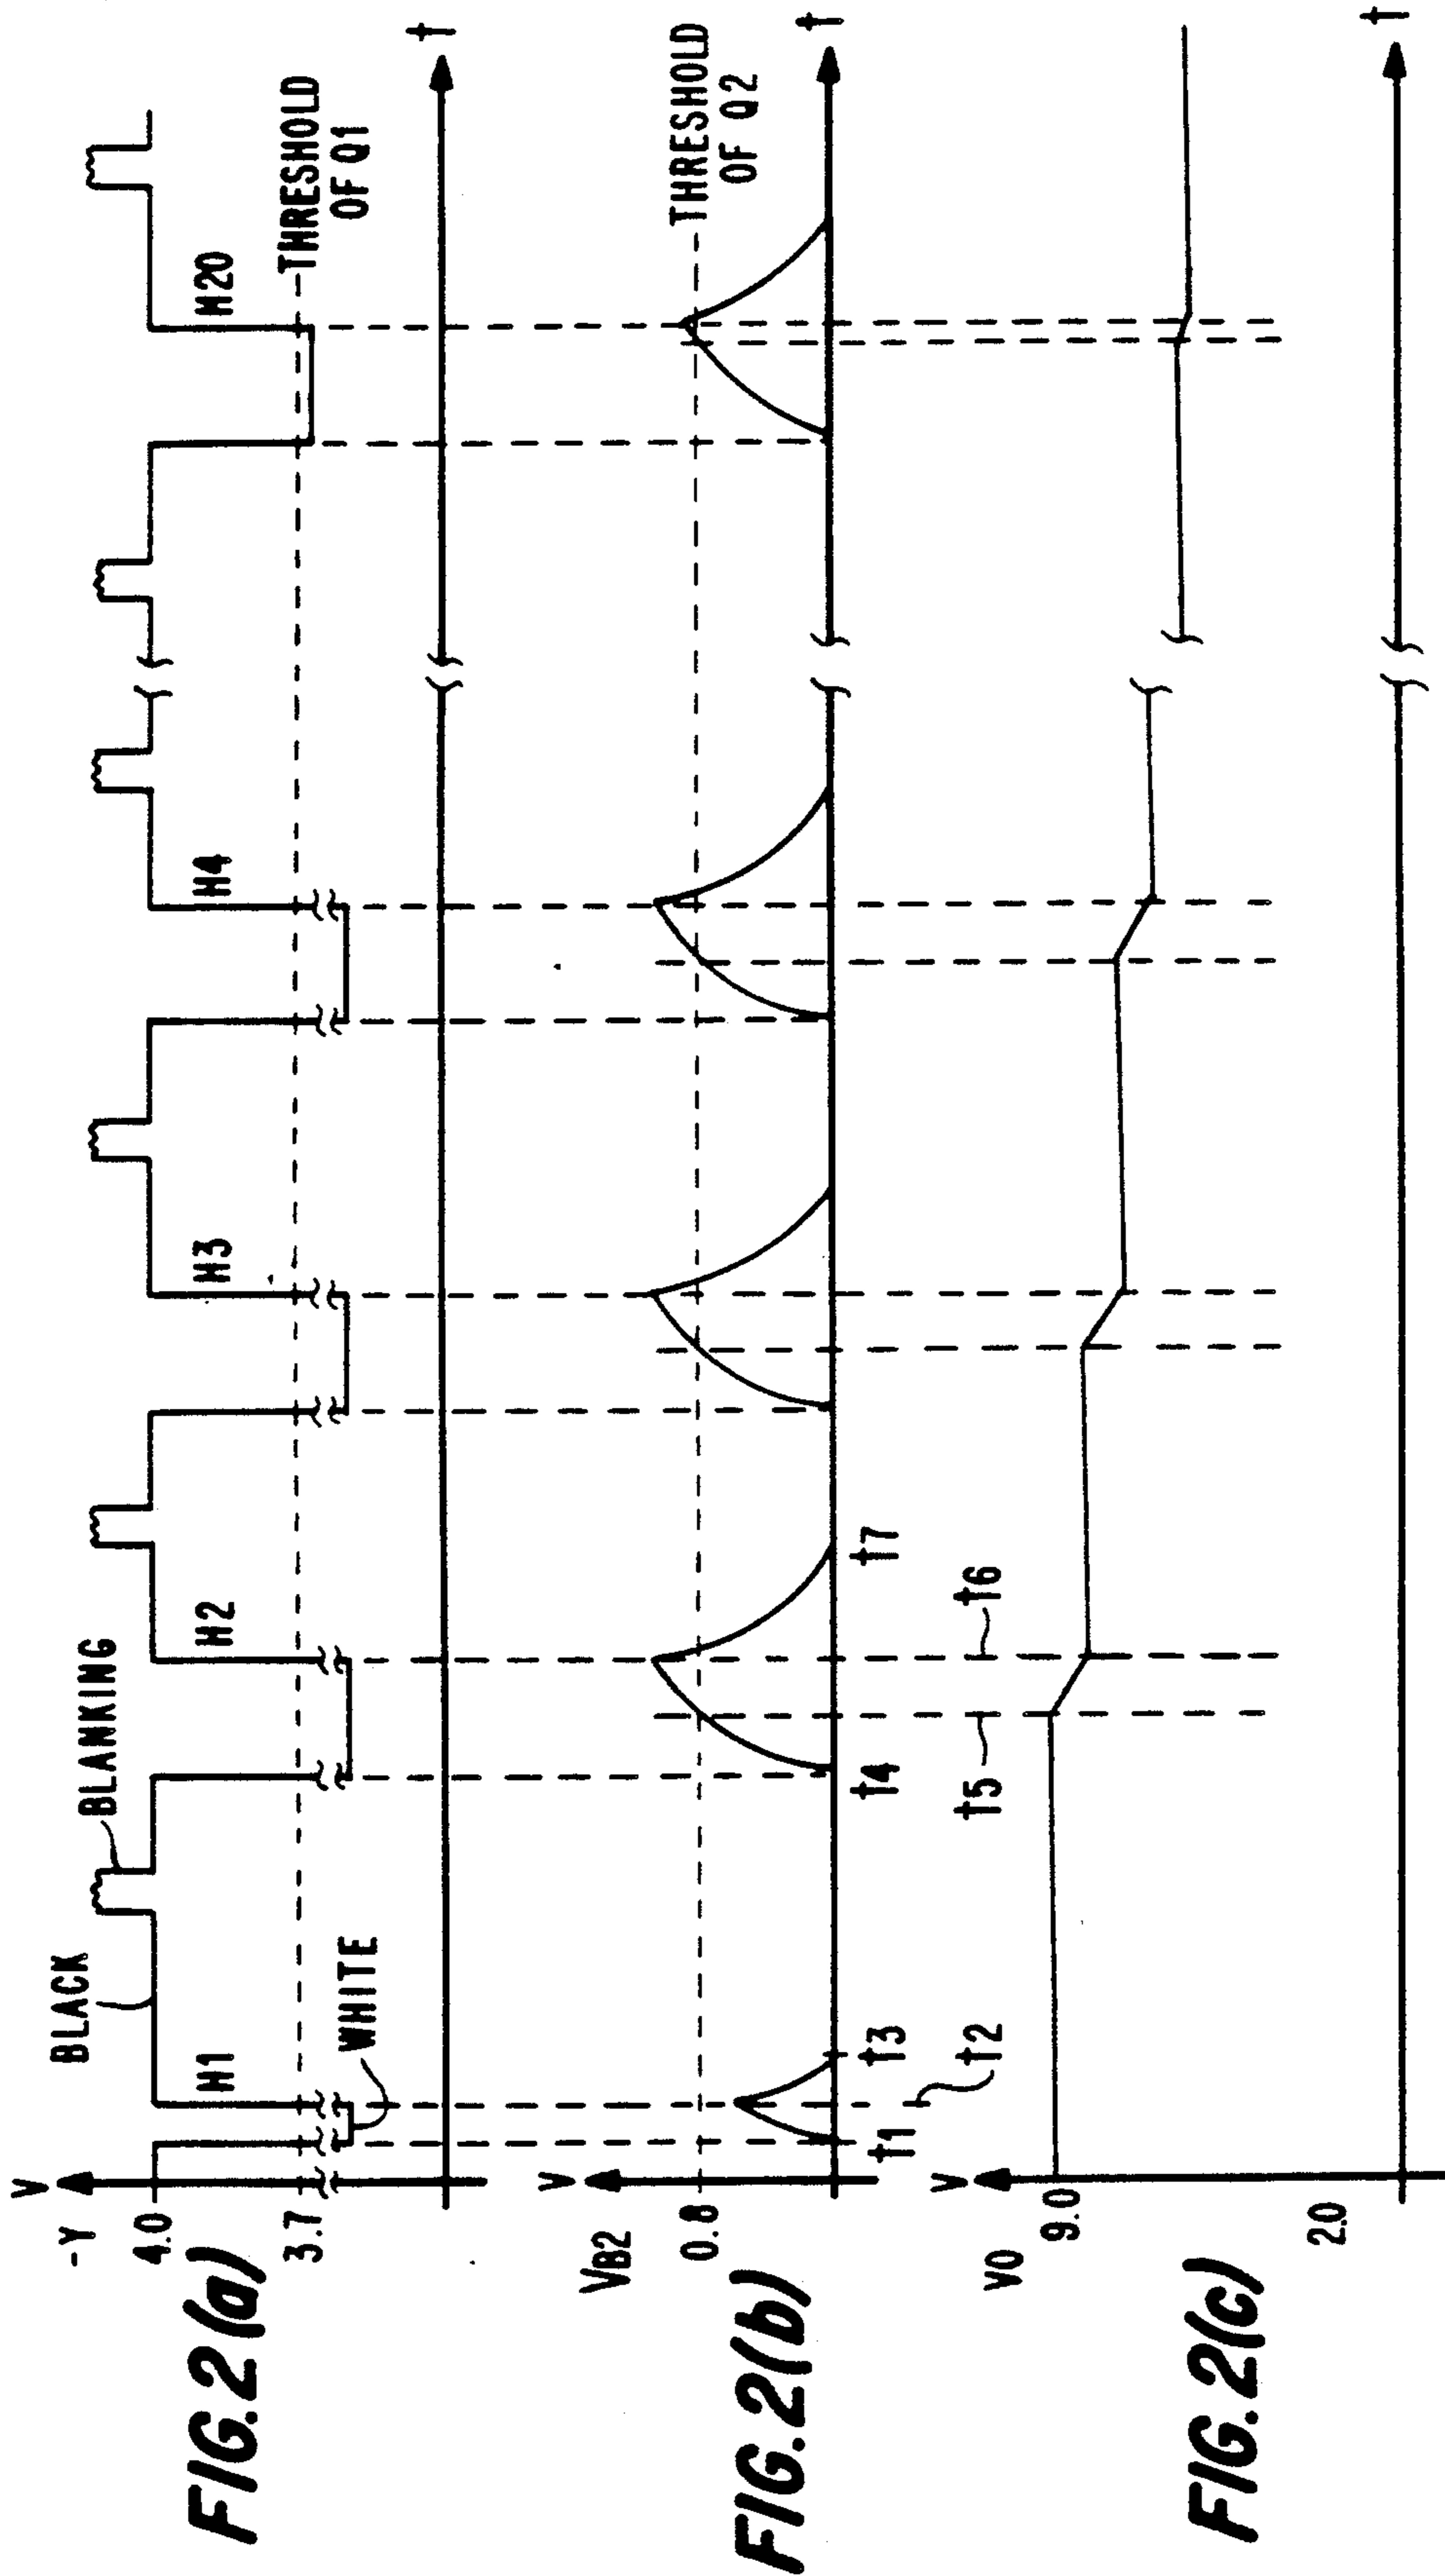 -Y
V
4.0
3.7
BLACK
BLANKING
H1
H2
H3
H4
H20
WHITE
THRESHOLD
OF Q1
t
FIG. 2(a)
VB2
V
0.8
THRESHOLD
OF Q2
t1
t3
t4
t7
t
t2
t5
t6
FIG. 2(b)
VO
V
9.0
2.0
t
FIG. 2(c)